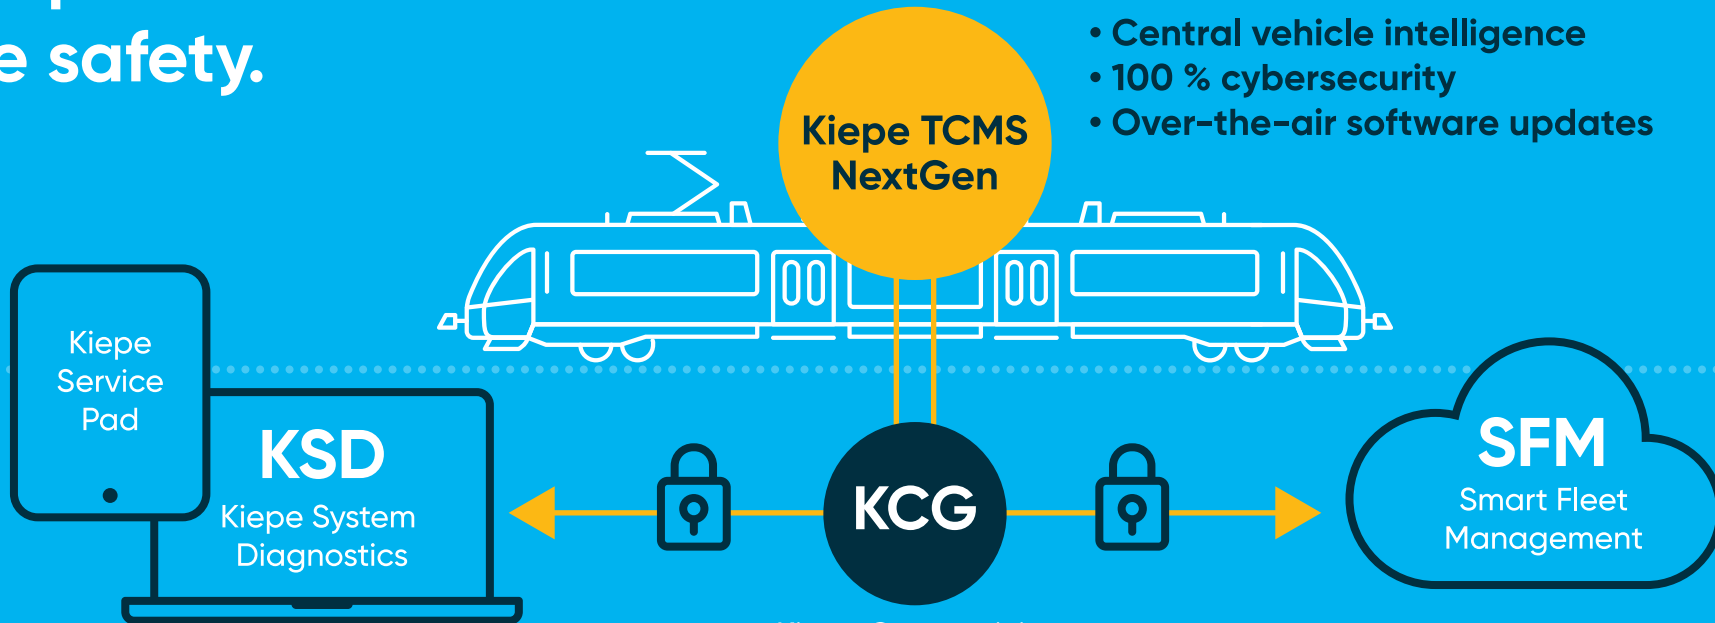 e safety.
• Central vehicle intelligence
• 100 % cybersecurity
• Over-the-air software updates
Kiepe TCMS
NextGen
Kiepe
Service
Pad
KSD
Kiepe System
Diagnostics
KCG
SFM
Smart Fleet
Management